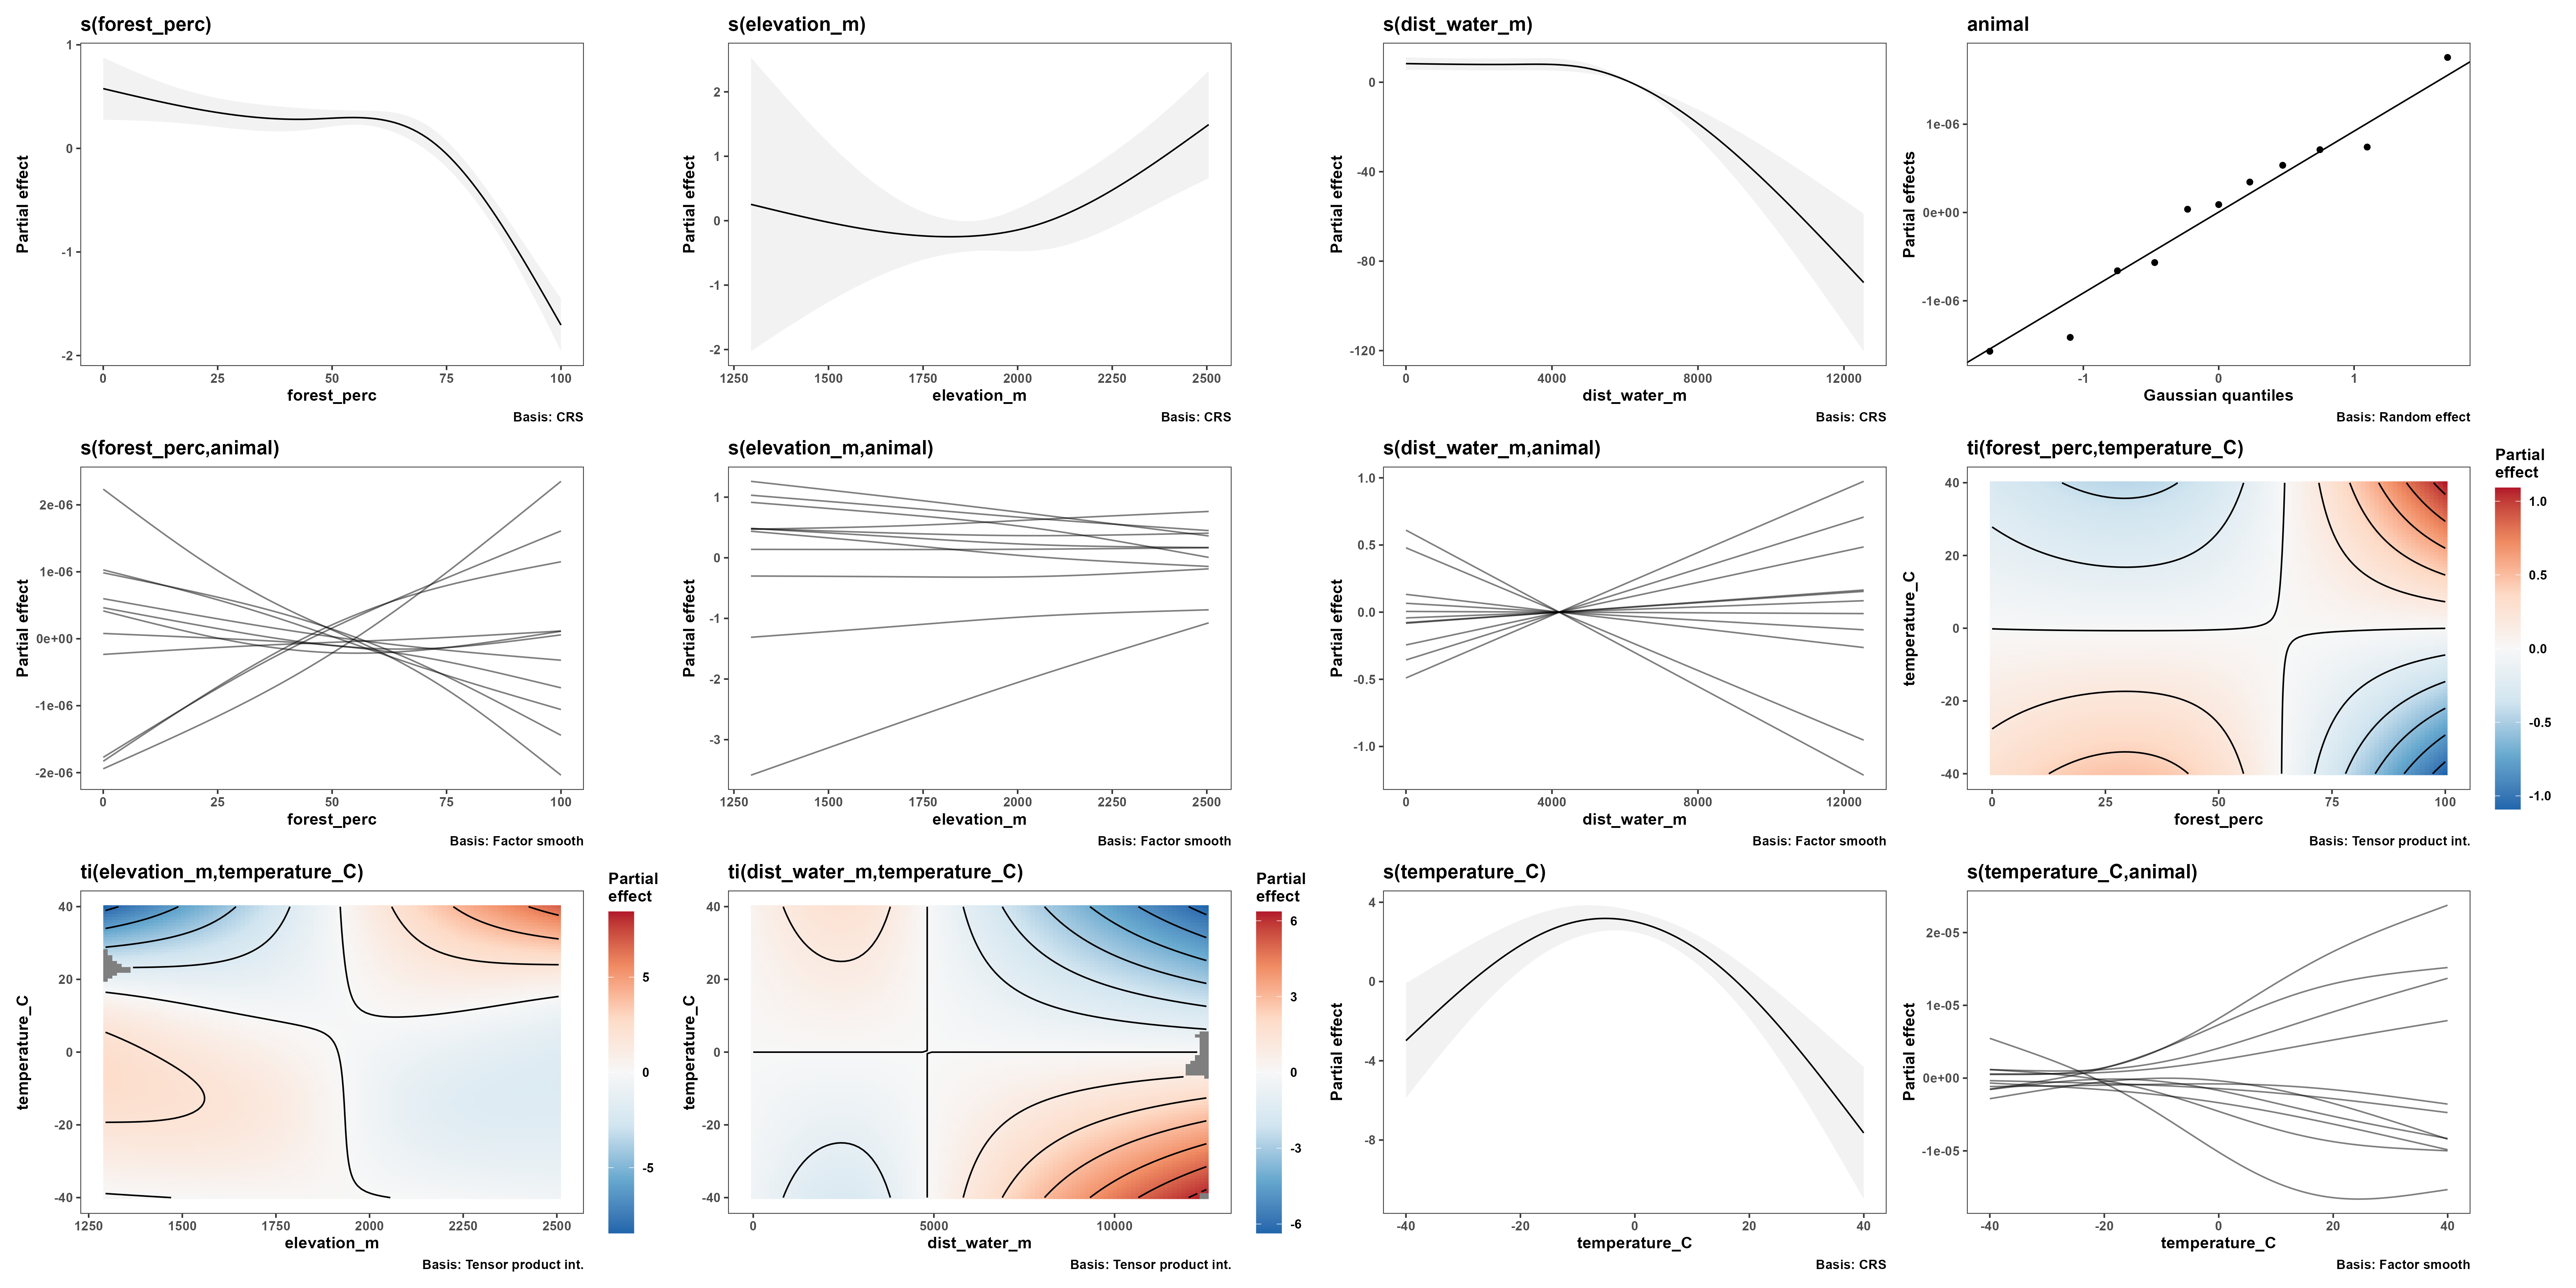 s(forest_perc)
1
0
-1
-2
Partial effect
0 25 50 75 100
forest_perc
Basis: CRS
s(elevation_m)
2
1
0
-1
-2
Partial effect
1250 1500 1750 2000 2250 2500
elevation_m
Basis: CRS
s(dist_water_m)
0
-40
-80
-120
Partial effect
0 4000 8000 12000
dist_water_m
Basis: CRS
animal
1e-06
0e+00
-1e-06
Partial effects
-1 0 1
Gaussian quantiles
Basis: Random effect
s(forest_perc,animal)
2e-06
1e-06
0e+00
-1e-06
-2e-06
Partial effect
0 25 50 75 100
forest_perc
Basis: Factor smooth
s(elevation_m,animal)
1
0
-1
-2
-3
Partial effect
1250 1500 1750 2000 2250 2500
elevation_m
Basis: Factor smooth
s(dist_water_m,animal)
1.0
0.5
0.0
-0.5
-1.0
Partial effect
0 4000 8000 12000
dist_water_m
Basis: Factor smooth
ti(forest_perc,temperature_C)
40
20
0
-20
-40
temperature_C
0 25 50 75 100
forest_perc
Basis: Tensor product int.
Partial
effect
1.0
0.5
0.0
-0.5
-1.0
ti(elevation_m,temperature_C)
40
20
0
-20
-40
temperature_C
1250 1500 1750 2000 2250 2500
elevation_m
Basis: Tensor product int.
Partial
effect
5
0
-5
ti(dist_water_m,temperature_C)
40
20
0
-20
-40
temperature_C
0 5000 10000
dist_water_m
Basis: Tensor product int.
Partial
effect
6
3
0
-3
-6
s(temperature_C)
4
0
-4
-8
Partial effect
-40 -20 0 20 40
temperature_C
Basis: CRS
s(temperature_C,animal)
2e-05
1e-05
0e+00
-1e-05
Partial effect
-40 -20 0 20 40
temperature_C
Basis: Factor smooth